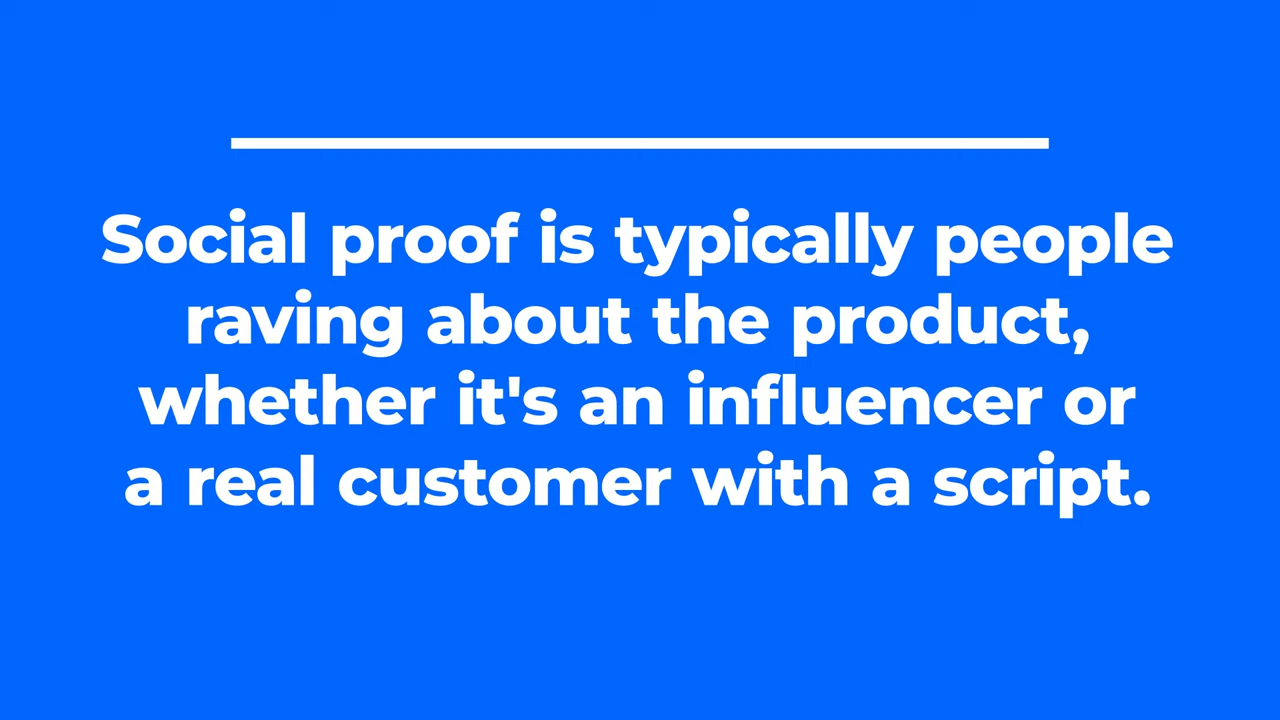 Social proof is typically people
raving about the product,
whether it's an influencer or
a real customer with a script.